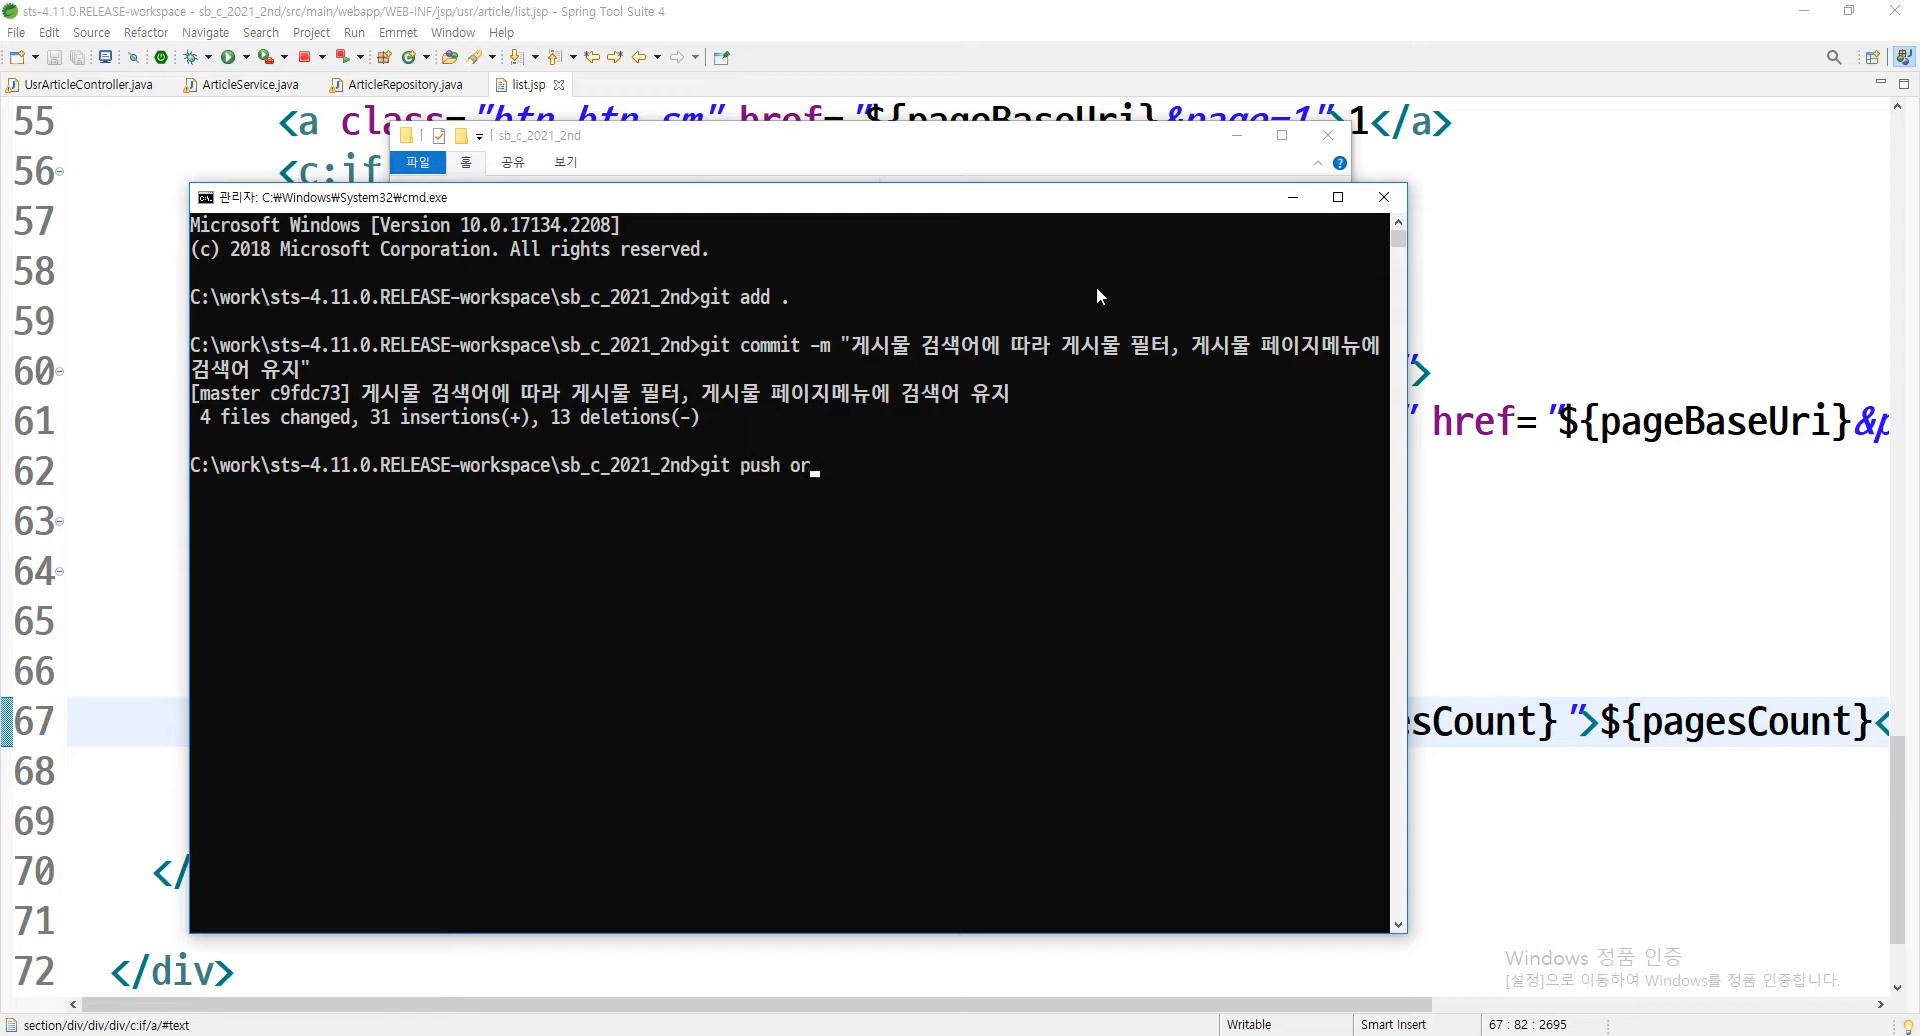 sts-4.11.0.RELEASE-workspace - sb_c_2021_2nd/src/main/webapp/WEB-INF/jsp/usr/article/list.jsp - Spring Tool Suite 4
File Edit Source Refactor Navigate Search Project Run Emmet Window Help
UsrArticleController.java ArticleService.java ArticleRepository.java list.jsp
55 <a class="btn btn-sm" href="${pageBaseUri}&page=1">1</a>
sb_c_2021_2nd
파일 홈 공유 보기
56 <c:if
관리자: C:₩Windows₩System32₩cmd.exe
Microsoft Windows [Version 10.0.17134.2208]
(c) 2018 Microsoft Corporation. All rights reserved.
C:\work\sts-4.11.0.RELEASE-workspace\sb_c_2021_2nd>git add .
C:\work\sts-4.11.0.RELEASE-workspace\sb_c_2021_2nd>git commit -m "게시물 검색어에 따라 게시물 필터, 게시물 페이지메뉴에
검색어 유지"
[master c9fdc73] 게시물 검색어에 따라 게시물 필터, 게시물 페이지메뉴에 검색어 유지
4 files changed, 31 insertions(+), 13 deletions(-)
C:\work\sts-4.11.0.RELEASE-workspace\sb_c_2021_2nd>git push or
57
58
59
60 ">
61 " href="${pageBaseUri}&p
62
63
64
65
66
67 esCount}">${pagesCount}<
68
69
70 </
71
72 </div>
Windows 정품 인증
[설정]으로 이동하여 Windows를 정품 인증합니다.
section/div/div/div/c:if/a/#text Writable Smart Insert 67 : 82 : 2695